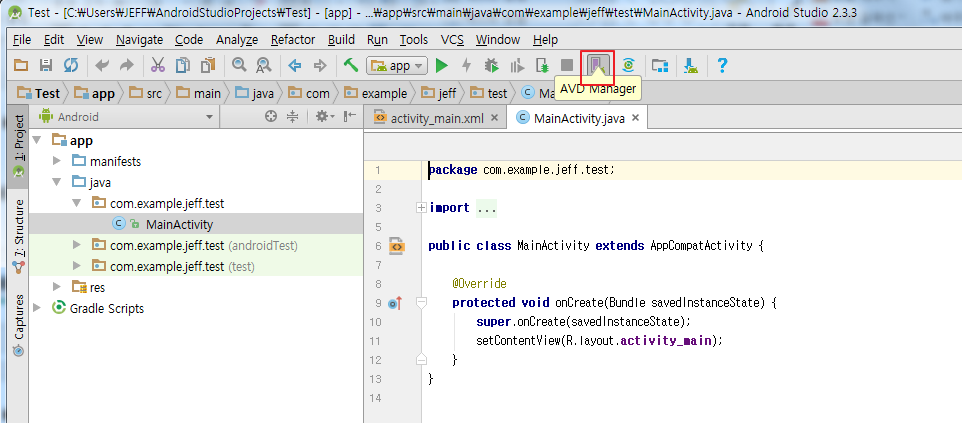 Test - [C:₩Users₩JEFF₩AndroidStudioProjects₩Test] - [app] - ...₩app₩src₩main₩java₩com₩example₩jeff₩test₩MainActivity.java - Android Studio 2.3.3
File Edit View Navigate Code Analyze Refactor Build Run Tools VCS Window Help
app
Test app src main java com example jeff test Ma
AVD Manager
1: Project
7: Structure
Captures
Android
app
manifests
java
com.example.jeff.test
MainActivity
com.example.jeff.test (androidTest)
com.example.jeff.test (test)
res
Gradle Scripts
activity_main.xml MainActivity.java
1 package com.example.jeff.test;
2
3 import ...
5
6 public class MainActivity extends AppCompatActivity {
7
8 @Override
9 protected void onCreate(Bundle savedInstanceState) {
10 super.onCreate(savedInstanceState);
11 setContentView(R.layout.activity_main);
12 }
13 }
14